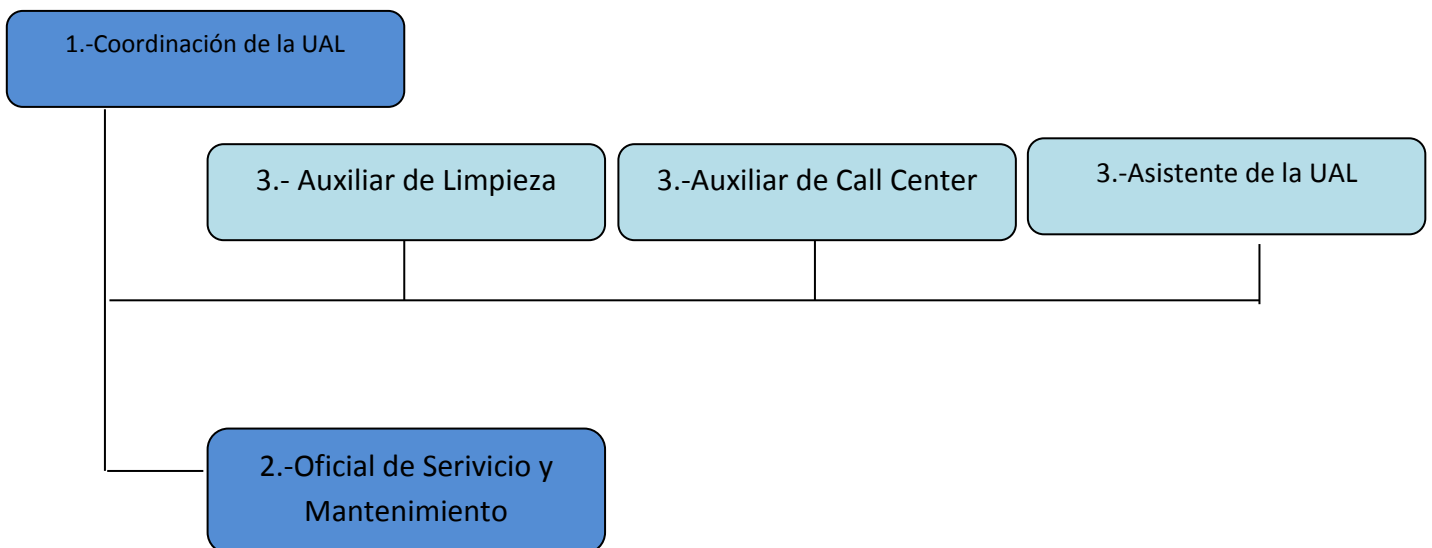 1.-Coordinación de la UAL
3.- Auxiliar de Limpieza
3.-Auxiliar de Call Center
3.-Asistente de la UAL
2.-Oficial de Serivicio y
Mantenimiento